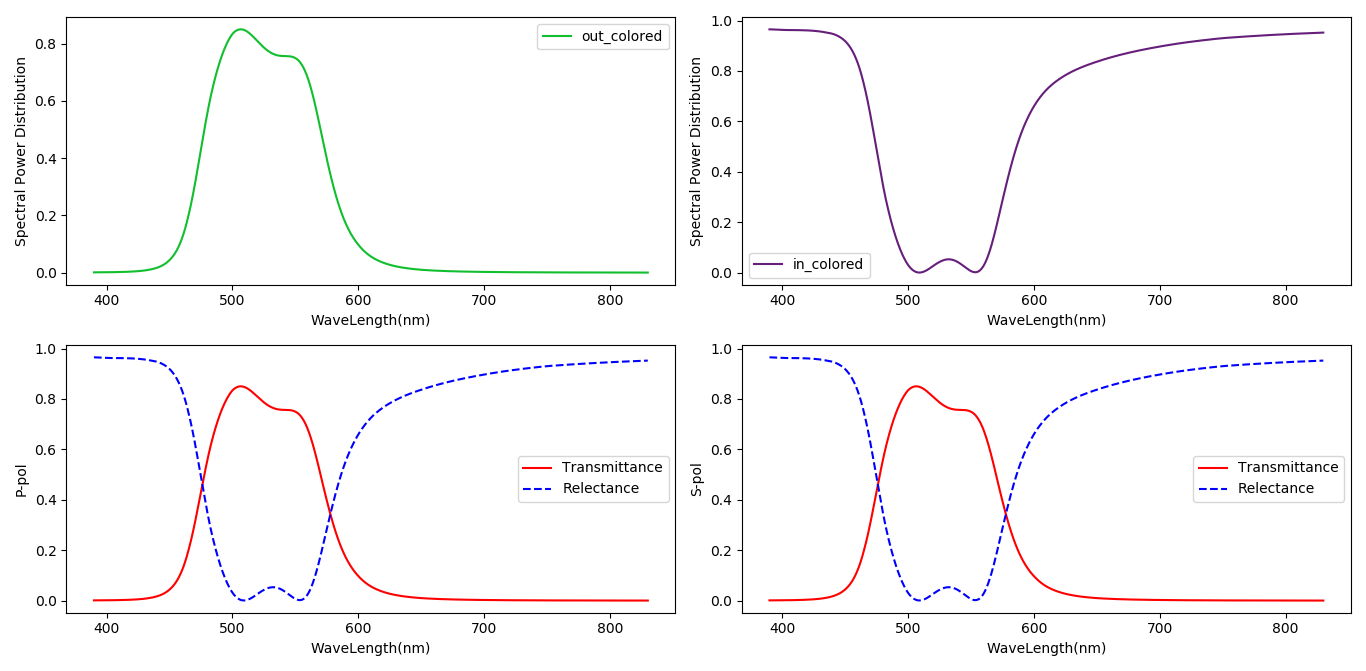 out_colored
Spectral Power Distribution
0.8
0.6
0.4
0.2
0.0
400 500 600 700 800
WaveLength(nm)
in_colored
Spectral Power Distribution
1.0
0.8
0.6
0.4
0.2
0.0
400 500 600 700 800
WaveLength(nm)
P-pol
1.0
0.8
0.6
0.4
0.2
0.0
Transmittance
Relectance
400 500 600 700 800
WaveLength(nm)
S-pol
1.0
0.8
0.6
0.4
0.2
0.0
Transmittance
Relectance
400 500 600 700 800
WaveLength(nm)